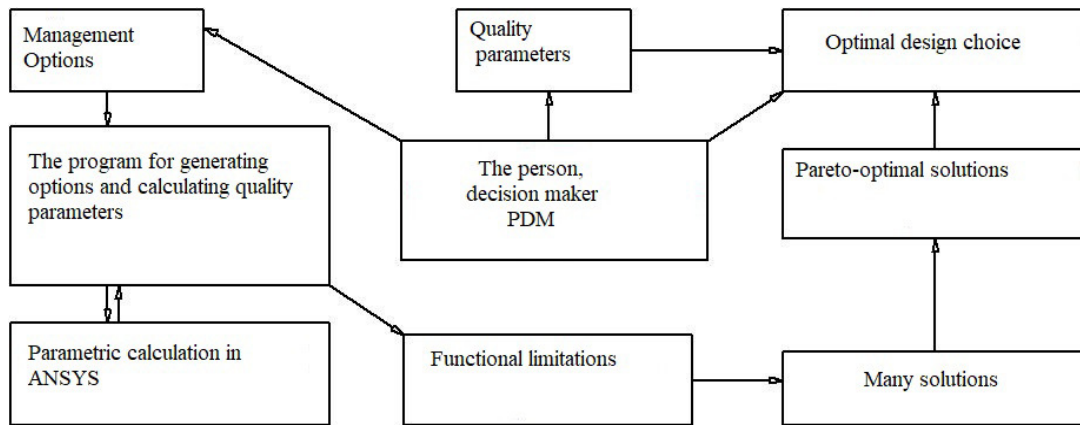 Management
Options
Quality
parameters
Optimal design choice
The program for generating
options and calculating quality
parameters
The person,
decision maker
PDM
Pareto-optimal solutions
Parametric calculation in
ANSYS
Functional limitations
Many solutions